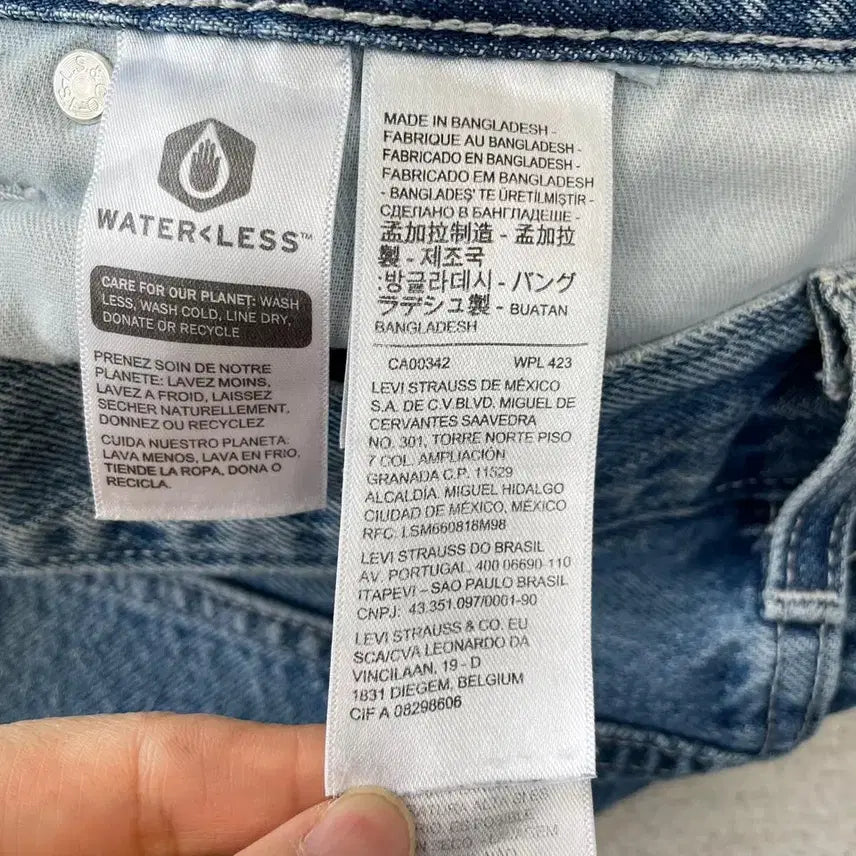 WATER<LESS™
CARE FOR OUR PLANET: WASH
LESS, WASH COLD, LINE DRY,
DONATE OR RECYCLE
PRENEZ SOIN DE NOTRE
PLANETE: LAVEZ MOINS,
LAVEZ A FROID, LAISSEZ
SECHER NATURELLEMENT,
DONNEZ OU RECYCLEZ
CUIDA NUESTRO PLANETA:
LAVA MENOS, LAVA EN FRIO,
TIENDE LA ROPA, DONA O
RECICLA.
MADE IN BANGLADESH -
FABRIQUE AU BANGLADESH -
FABRICADO EN BANGLADESH -
FABRICADO EM BANGLADESH
- BANGLADEŞ' TE ÜRETİLMİŞTİR -
СДЕЛАНО В БАНГЛАДЕШЕ -
孟加拉制造 - 孟加拉
製 - 제조국
:방글라데시 - バング
ラデシュ製 - BUATAN
BANGLADESH
CA00342 WPL 423
LEVI STRAUSS DE MÉXICO
S.A. DE C.V.BLVD. MIGUEL DE
CERVANTES SAAVEDRA
NO. 301, TORRE NORTE PISO
7 COL. AMPLIACIÓN
GRANADA C.P. 11529
ALCALDÍA. MIGUEL HIDALGO
CIUDAD DE MÉXICO, MÉXICO
RFC: LSM660818M98
LEVI STRAUSS DO BRASIL
AV. PORTUGAL, 400 06690-110
ITAPEVI - SAO PAULO BRASIL
CNPJ: 43.351.097/0001-90
LEVI STRAUSS & CO. EU
SCA/CVA LEONARDO DA
VINCILAAN, 19 - D
1831 DIEGEM, BELGIUM
CIF A 08298606